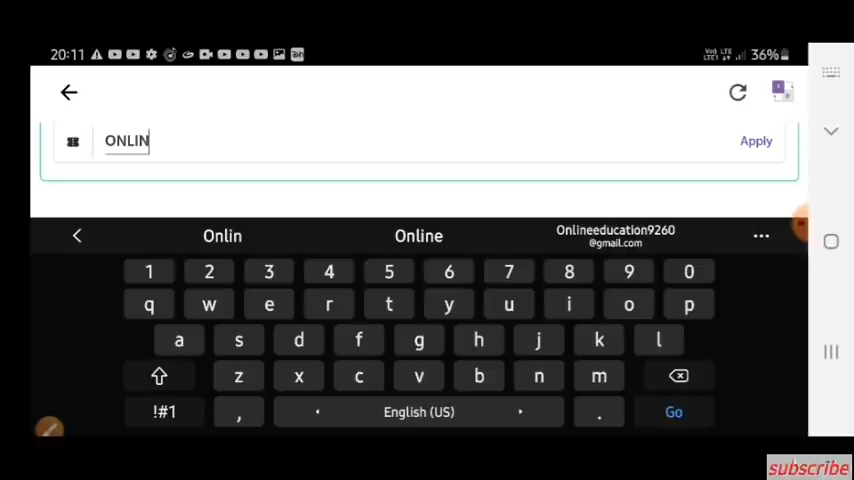 20:11
LTE1 36%
ONLIN
Apply
Onlin Online Onlineeducation9260
@gmail.com
1 2 3 4 5 6 7 8 9 0
q w e r t y u i o p
a s d f g h j k l
z x c v b n m
!#1 , English (US) . Go
subscribe